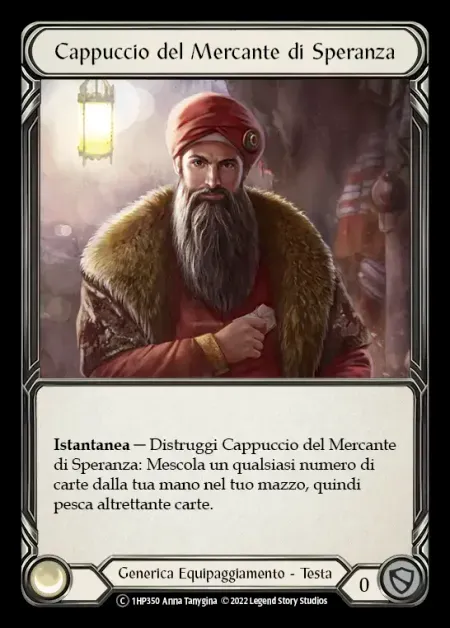 Cappuccio del Mercante di Speranza
Istantanea — Distruggi Cappuccio del Mercante
di Speranza: Mescola un qualsiasi numero di
carte dalla tua mano nel tuo mazzo, quindi
pesca altrettante carte.
Generica Equipaggiamento - Testa
0
C 1HP350 Anna Tanygina © 2022 Legend Story Studios